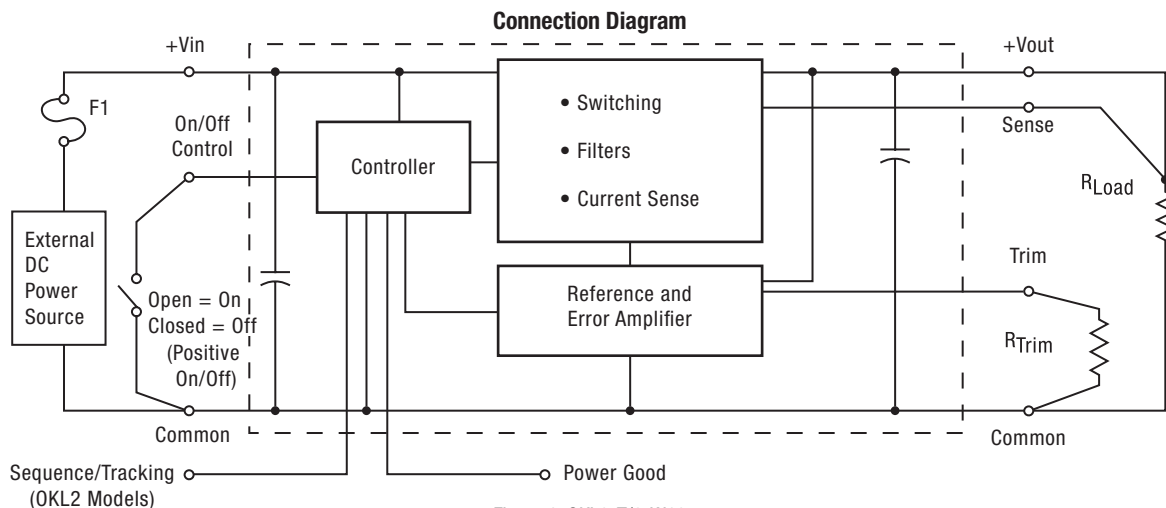 Connection Diagram
+Vin
+Vout
F1
On/Off
Control
Controller
• Switching
• Filters
• Current Sense
Sense
RLoad
External
DC
Power
Source
Open = On
Closed = Off
(Positive
On/Off)
Reference and
Error Amplifier
Trim
RTrim
Common
Common
Sequence/Tracking
(OKL2 Models)
Power Good